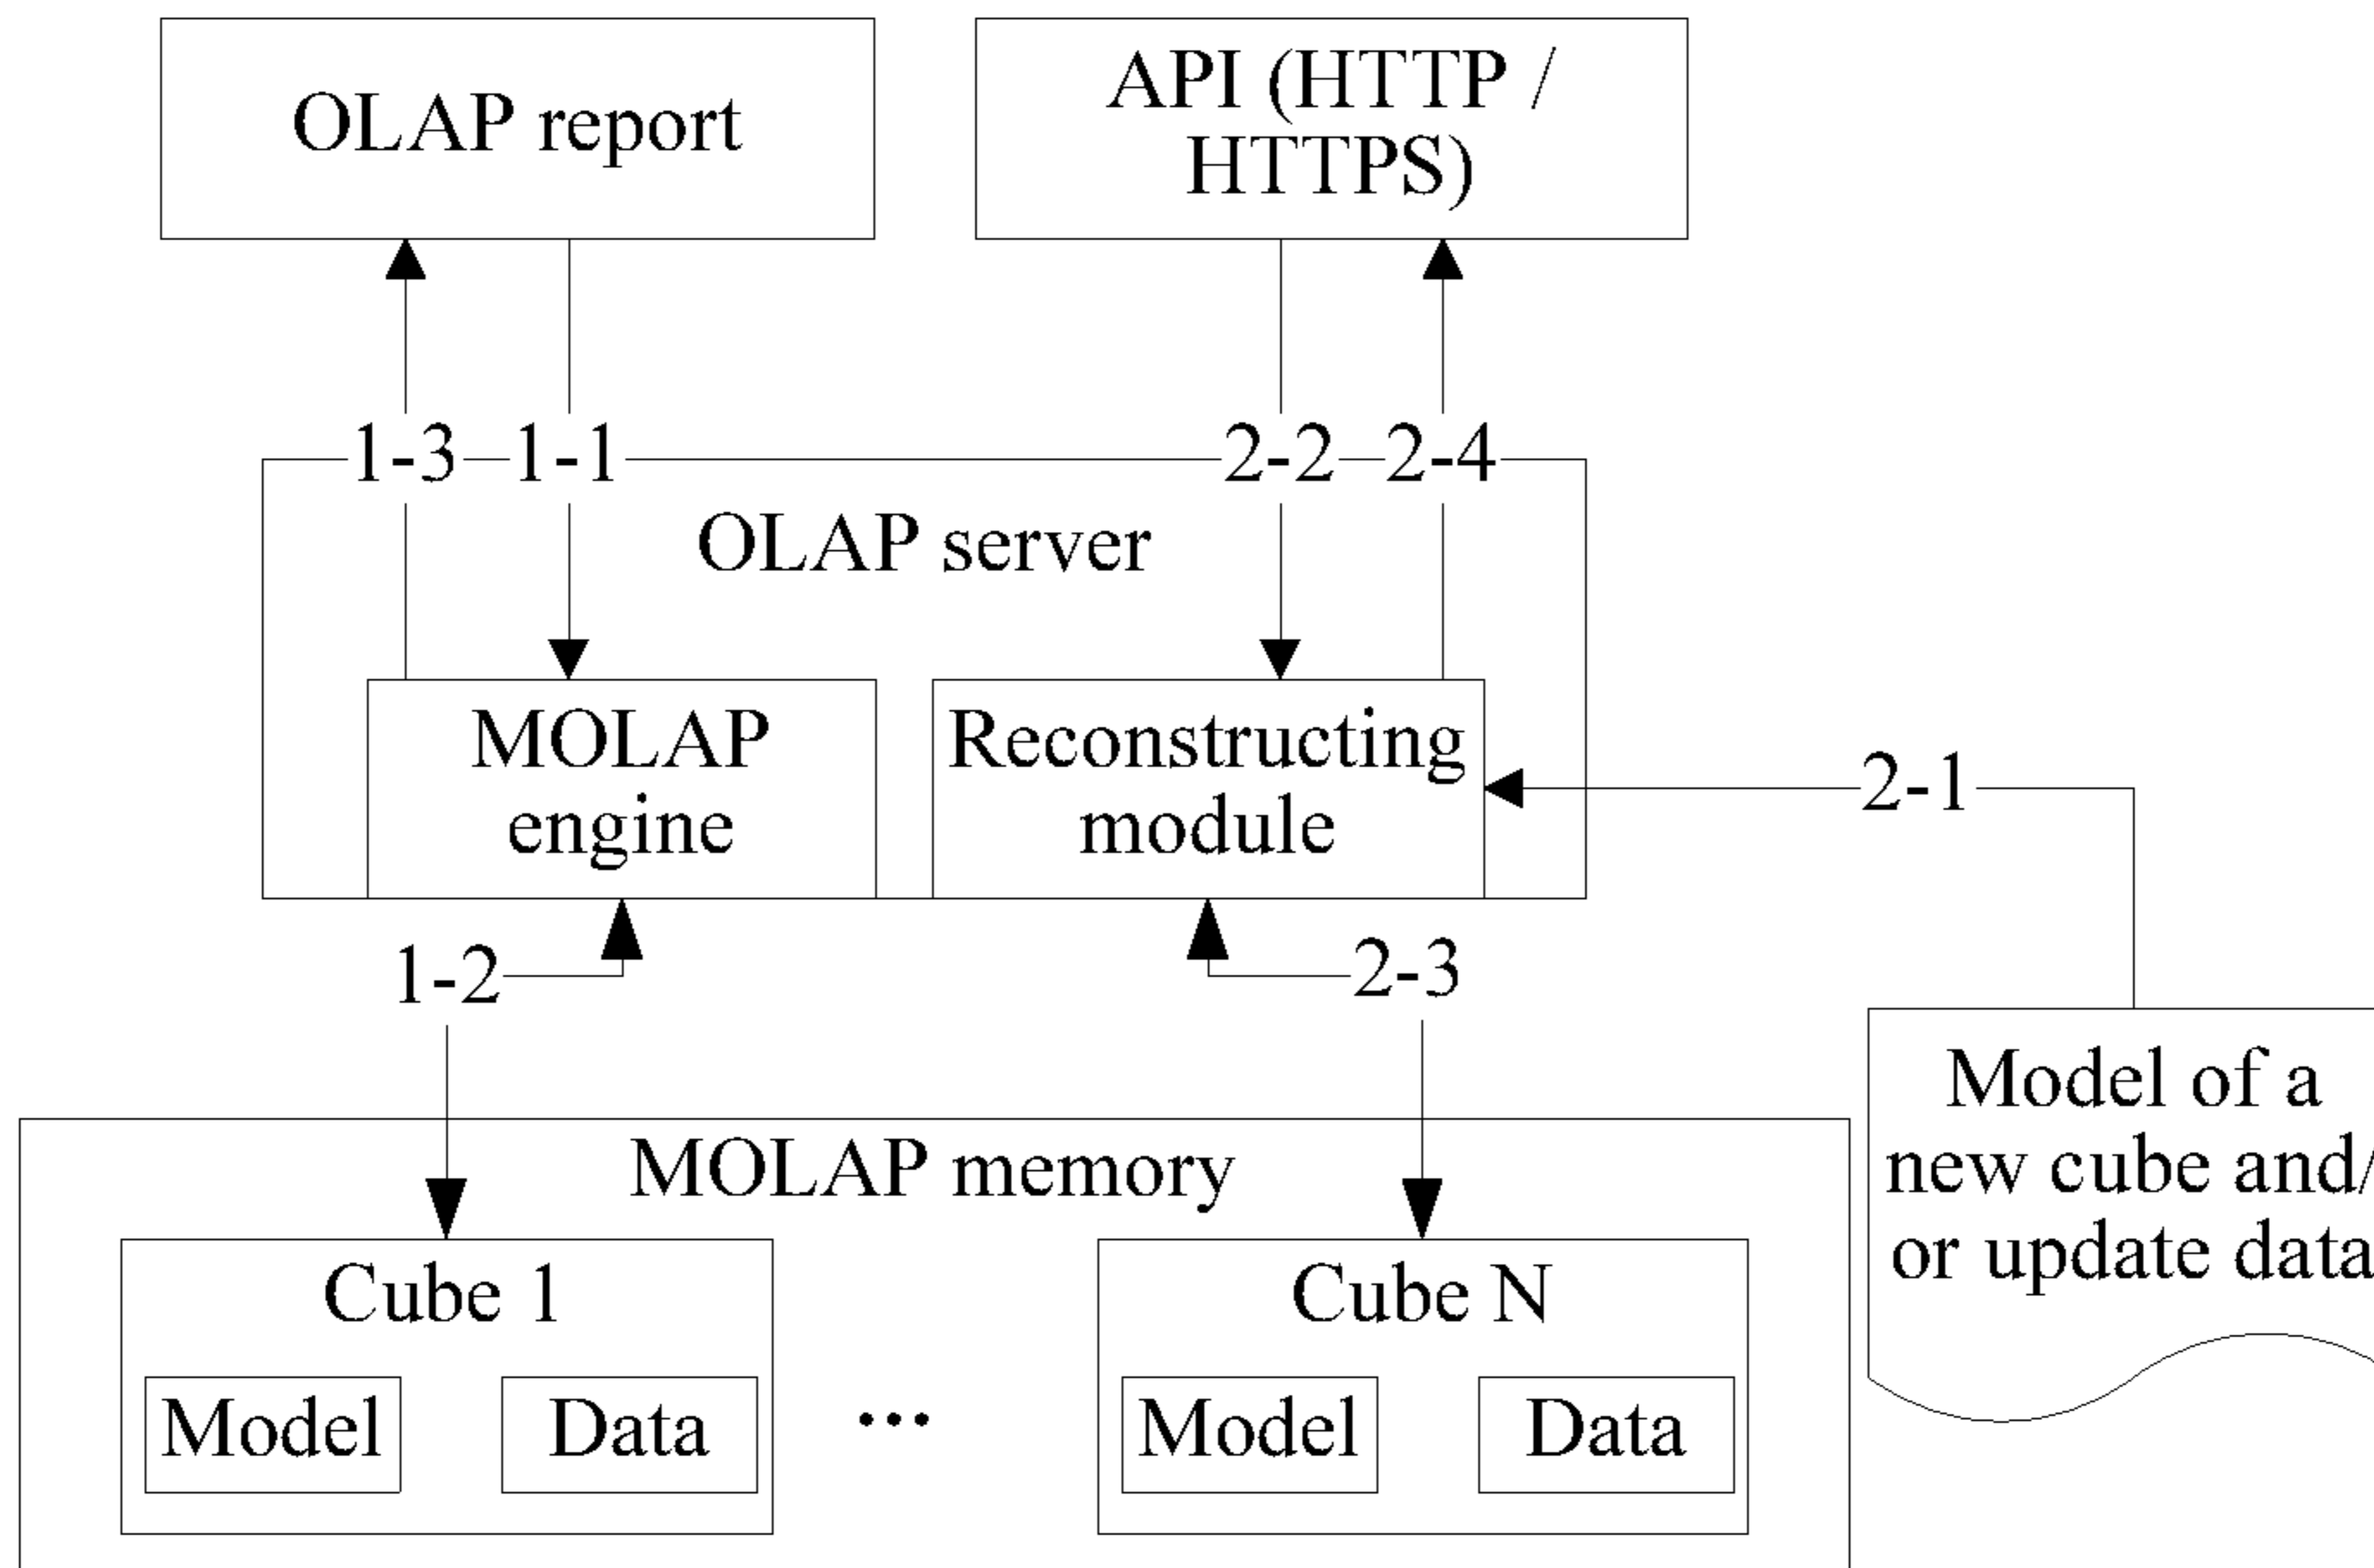 OLAP report
API (HTTP /
HTTPS)
1-3
1-1
2-2
2-4
OLAP server
MOLAP
engine
Reconstructing
module
2-1
1-2
2-3
Model of a
new cube and/
or update data
MOLAP memory
Cube 1
Model
Data
...
Cube N
Model
Data